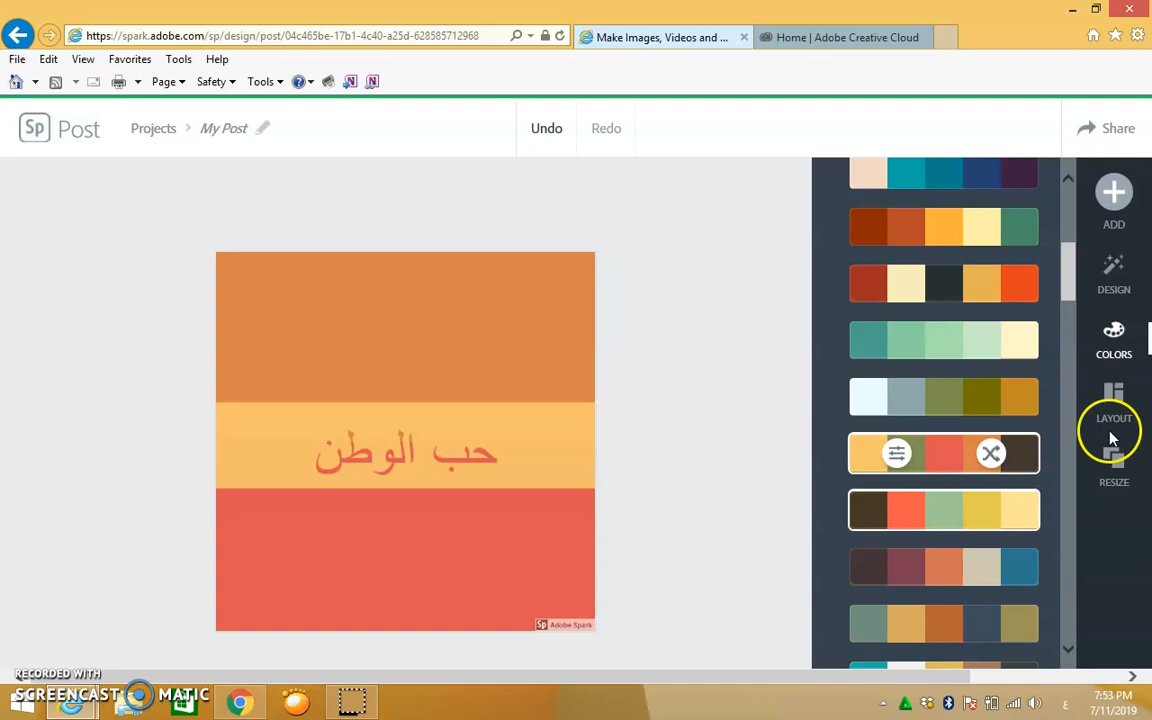 https://spark.adobe.com/sp/design/post/04c465be-17b1-4c40-a25d-628585712968
Make Images, Videos and ...
Home | Adobe Creative Cloud
File Edit View Favorites Tools Help
Page Safety Tools
Sp Post Projects > My Post Undo Redo Share
ADD
DESIGN
COLORS
LAYOUT
RESIZE
حب الوطن
Sp Adobe Spark
RECORDED WITH
SCREENCAST MATIC
7:53 PM
ع
7/11/2019